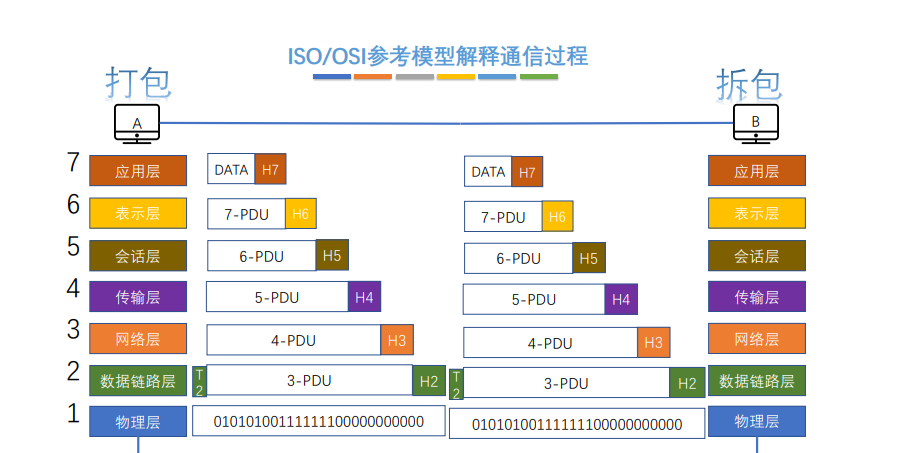 ISO/OSI参考模型解释通信过程
打包
拆包
A
B
7 应用层 DATA H7 DATA H7 应用层
6 表示层 7-PDU H6 7-PDU H6 表示层
5 会话层 6-PDU H5 6-PDU H5 会话层
4 传输层 5-PDU H4 5-PDU H4 传输层
3 网络层 4-PDU H3 4-PDU H3 网络层
2 数据链路层 T2 3-PDU H2 T2 3-PDU H2 数据链路层
1 物理层 01010100111111100000000000 01010100111111100000000000 物理层